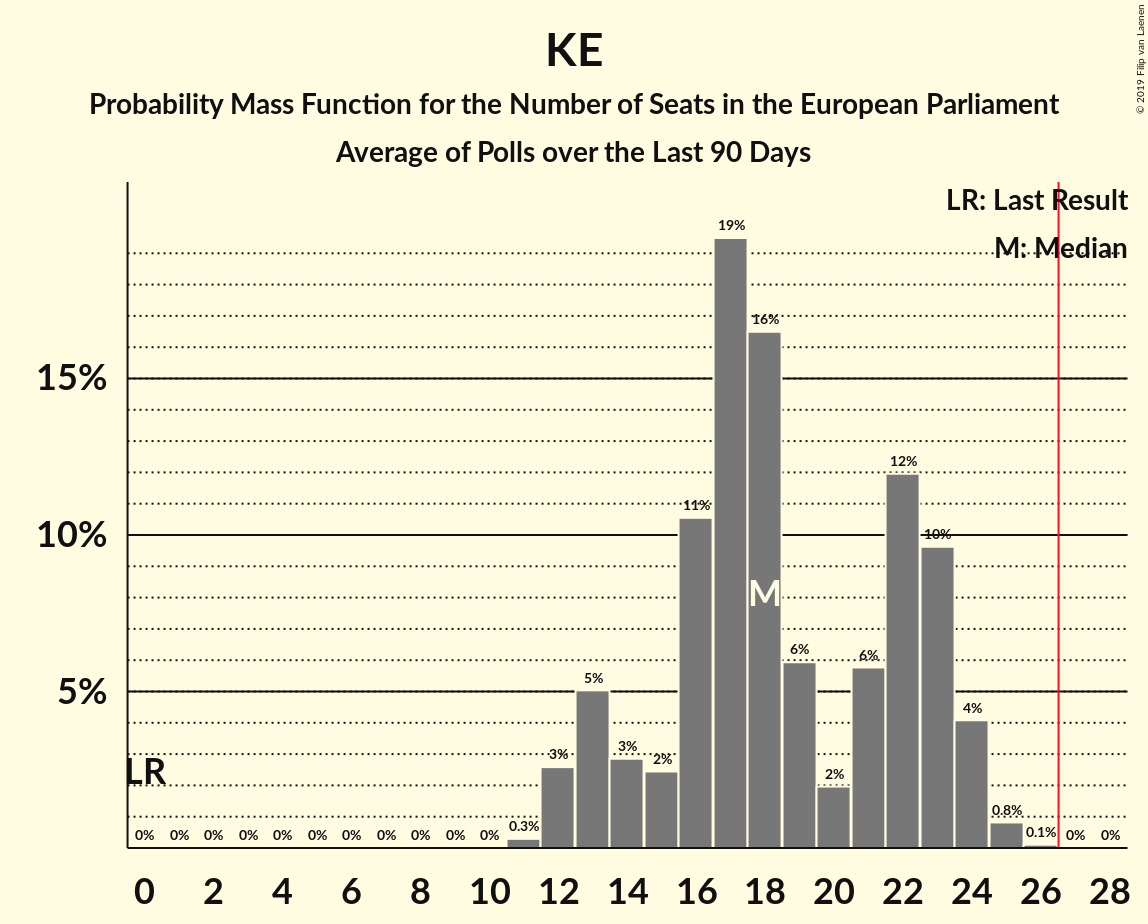 KE
Probability Mass Function for the Number of Seats in the European Parliament
Average of Polls over the Last 90 Days
© 2019 Filip van Laenen
LR: Last Result
M: Median
19%
16%
15%
12%
11%
10%
10%
M
6%
6%
5%
5%
4%
3%
3%
2%
2%
LR
0.8%
0.3%
0.1%
0% 0% 0% 0% 0% 0% 0% 0% 0% 0% 0% 0% 0%
0 2 4 6 8 10 12 14 16 18 20 22 24 26 28